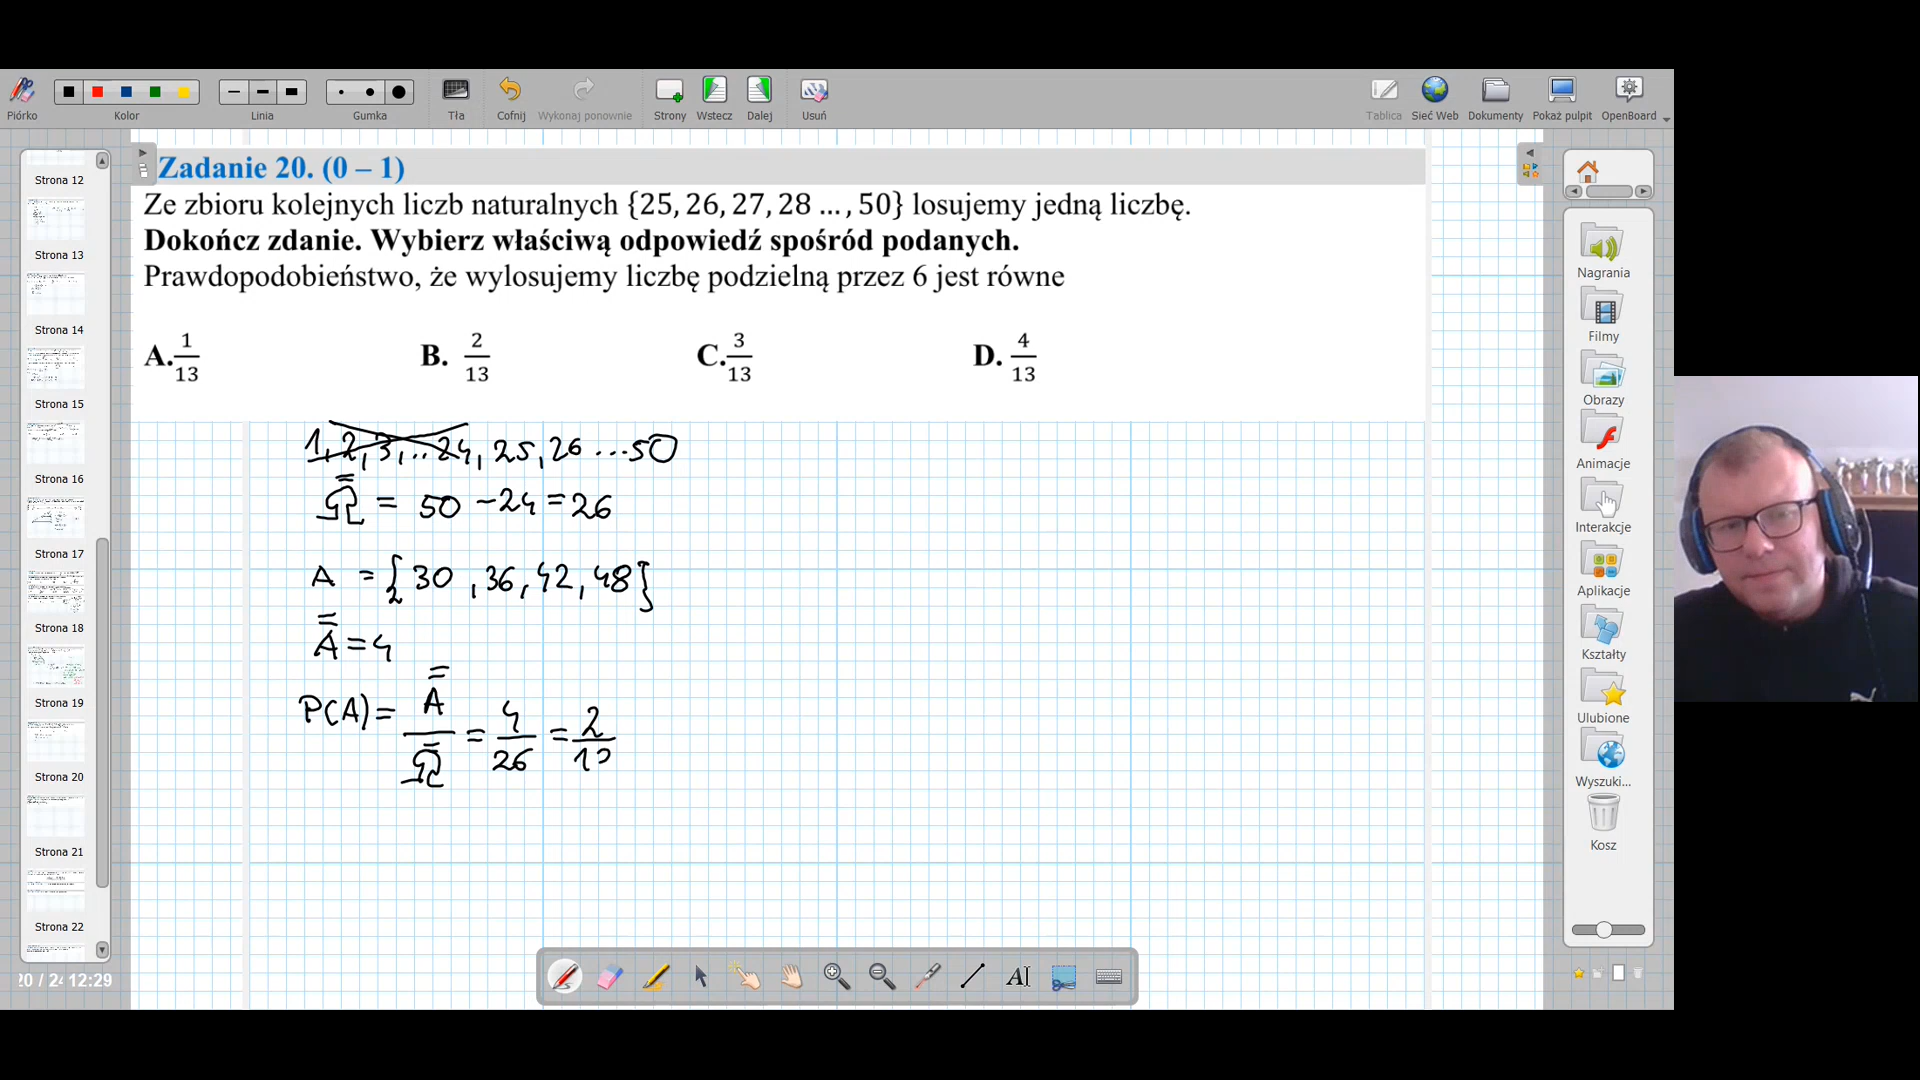 Piórko
Kolor
Linia
Gumka
Tła
Cofnij
Wykonaj ponownie
Strony
Wstecz
Dalej
Usuń
Tablica
Sieć Web
Dokumenty
Pokaż pulpit
OpenBoard
Strona 12
Strona 13
Strona 14
Strona 15
Strona 16
Strona 17
Strona 18
Strona 19
Strona 20
Strona 21
Strona 22
20 / 24 12:29
Zadanie 20. (0 – 1)
Ze zbioru kolejnych liczb naturalnych {25, 26, 27, 28 ... , 50} losujemy jedną liczbę.
Dokończ zdanie. Wybierz właściwą odpowiedź spośród podanych.
Prawdopodobieństwo, że wylosujemy liczbę podzielną przez 6 jest równe
A. 1/13 B. 2/13 C. 3/13 D. 4/13
1, 2, 3, .. 24, 25, 26 ... 50
Ω̿ = 50 - 24 = 26
A = {30, 36, 42, 48}
A̿ = 4
P(A) = A̿/Ω̿ = 4/26 = 2/13
Nagrania
Filmy
Obrazy
Animacje
Interakcje
Aplikacje
Kształty
Ulubione
Wyszuki...
Kosz